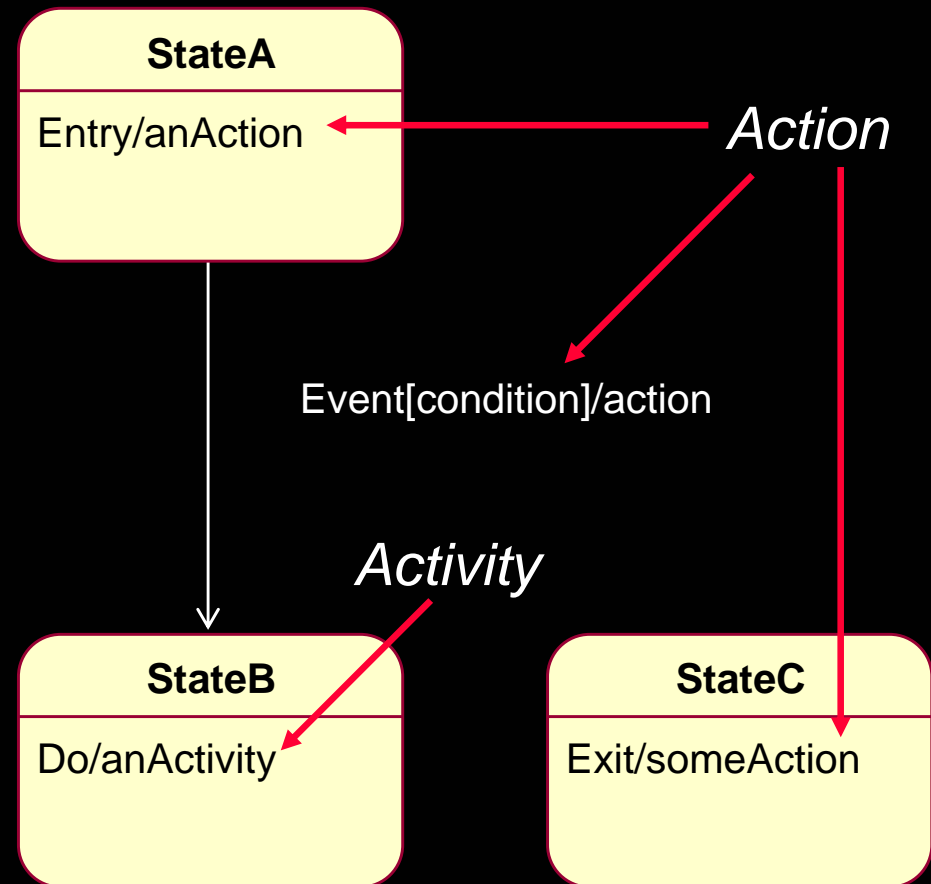 StateA
Entry/anAction
Action
Event[condition]/action
Activity
StateB
Do/anActivity
StateC
Exit/someAction